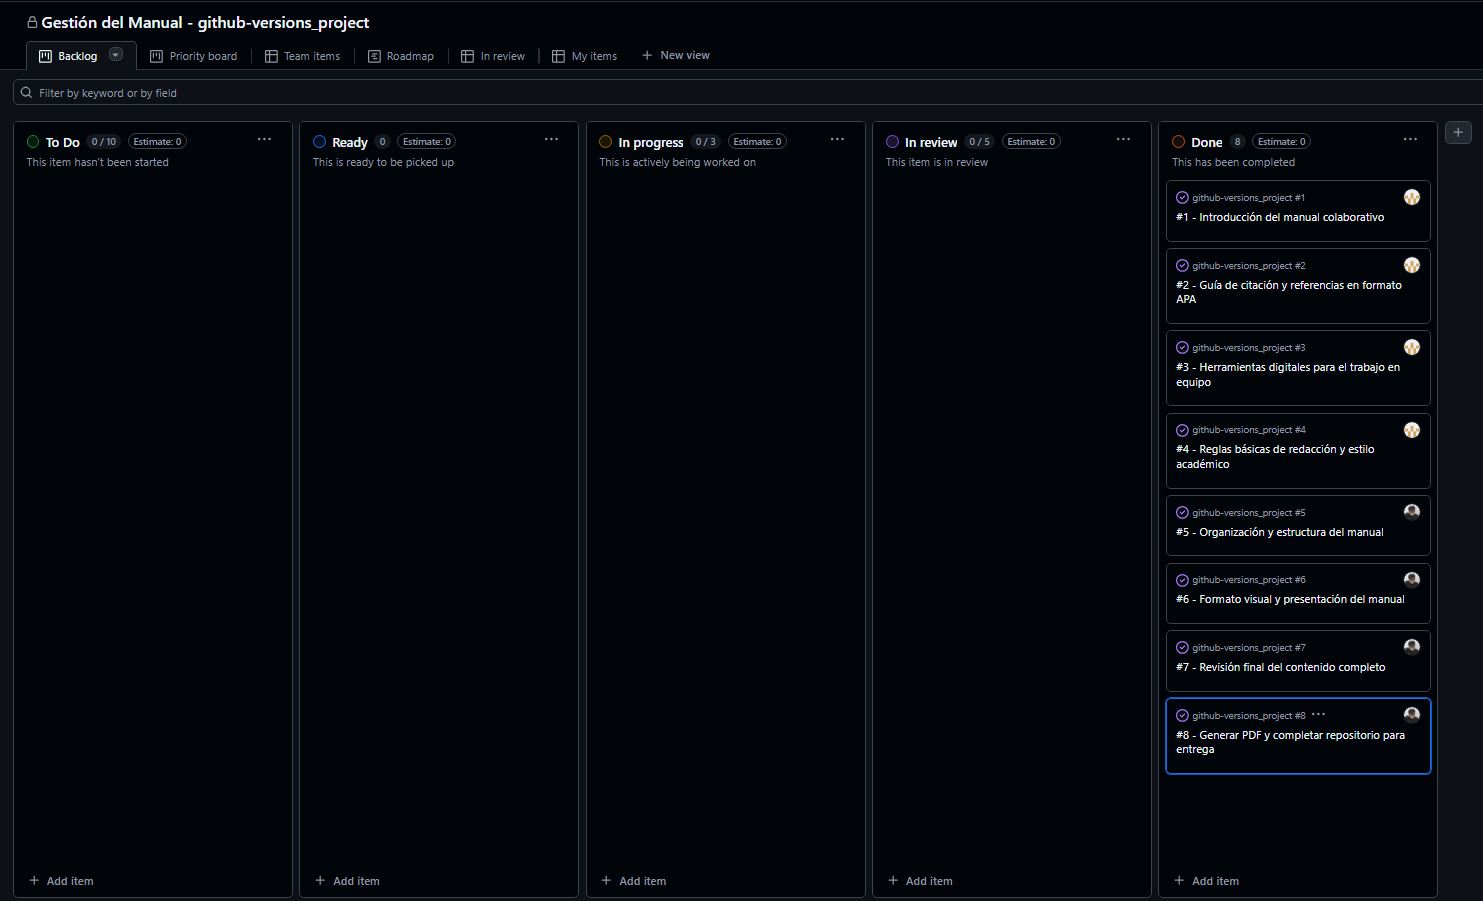 Gestión del Manual - github-versions_project
Backlog
Priority board
Team items
Roadmap
In review
My items
New view
Filter by keyword or by field
To Do 0 / 10 Estimate: 0
This item hasn't been started
Add item
Ready 0 Estimate: 0
This is ready to be picked up
Add item
In progress 0 / 3 Estimate: 0
This is actively being worked on
Add item
In review 0 / 5 Estimate: 0
This item is in review
Add item
Done 8 Estimate: 0
This has been completed
github-versions_project #1
#1 - Introducción del manual colaborativo
github-versions_project #2
#2 - Guía de citación y referencias en formato
APA
github-versions_project #3
#3 - Herramientas digitales para el trabajo en
equipo
github-versions_project #4
#4 - Reglas básicas de redacción y estilo
académico
github-versions_project #5
#5 - Organización y estructura del manual
github-versions_project #6
#6 - Formato visual y presentación del manual
github-versions_project #7
#7 - Revisión final del contenido completo
github-versions_project #8
#8 - Generar PDF y completar repositorio para
entrega
Add item